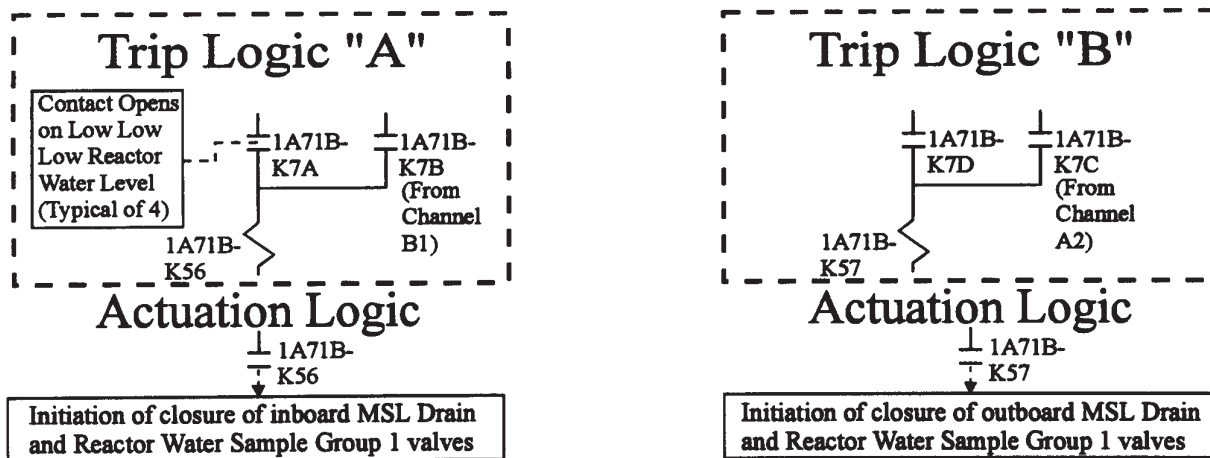 Trip Logic "A"
Contact Opens
on Low Low
Low Reactor
Water Level
(Typical of 4)
1A71B-
K7A
1A71B-
K7B
(From
Channel
B1)
1A71B-
K56
Actuation Logic
1A71B-
K56
Initiation of closure of inboard MSL Drain
and Reactor Water Sample Group 1 valves
Trip Logic "B"
1A71B-
K7D
1A71B-
K7C
(From
Channel
A2)
1A71B-
K57
Actuation Logic
1A71B-
K57
Initiation of closure of outboard MSL Drain
and Reactor Water Sample Group 1 valves